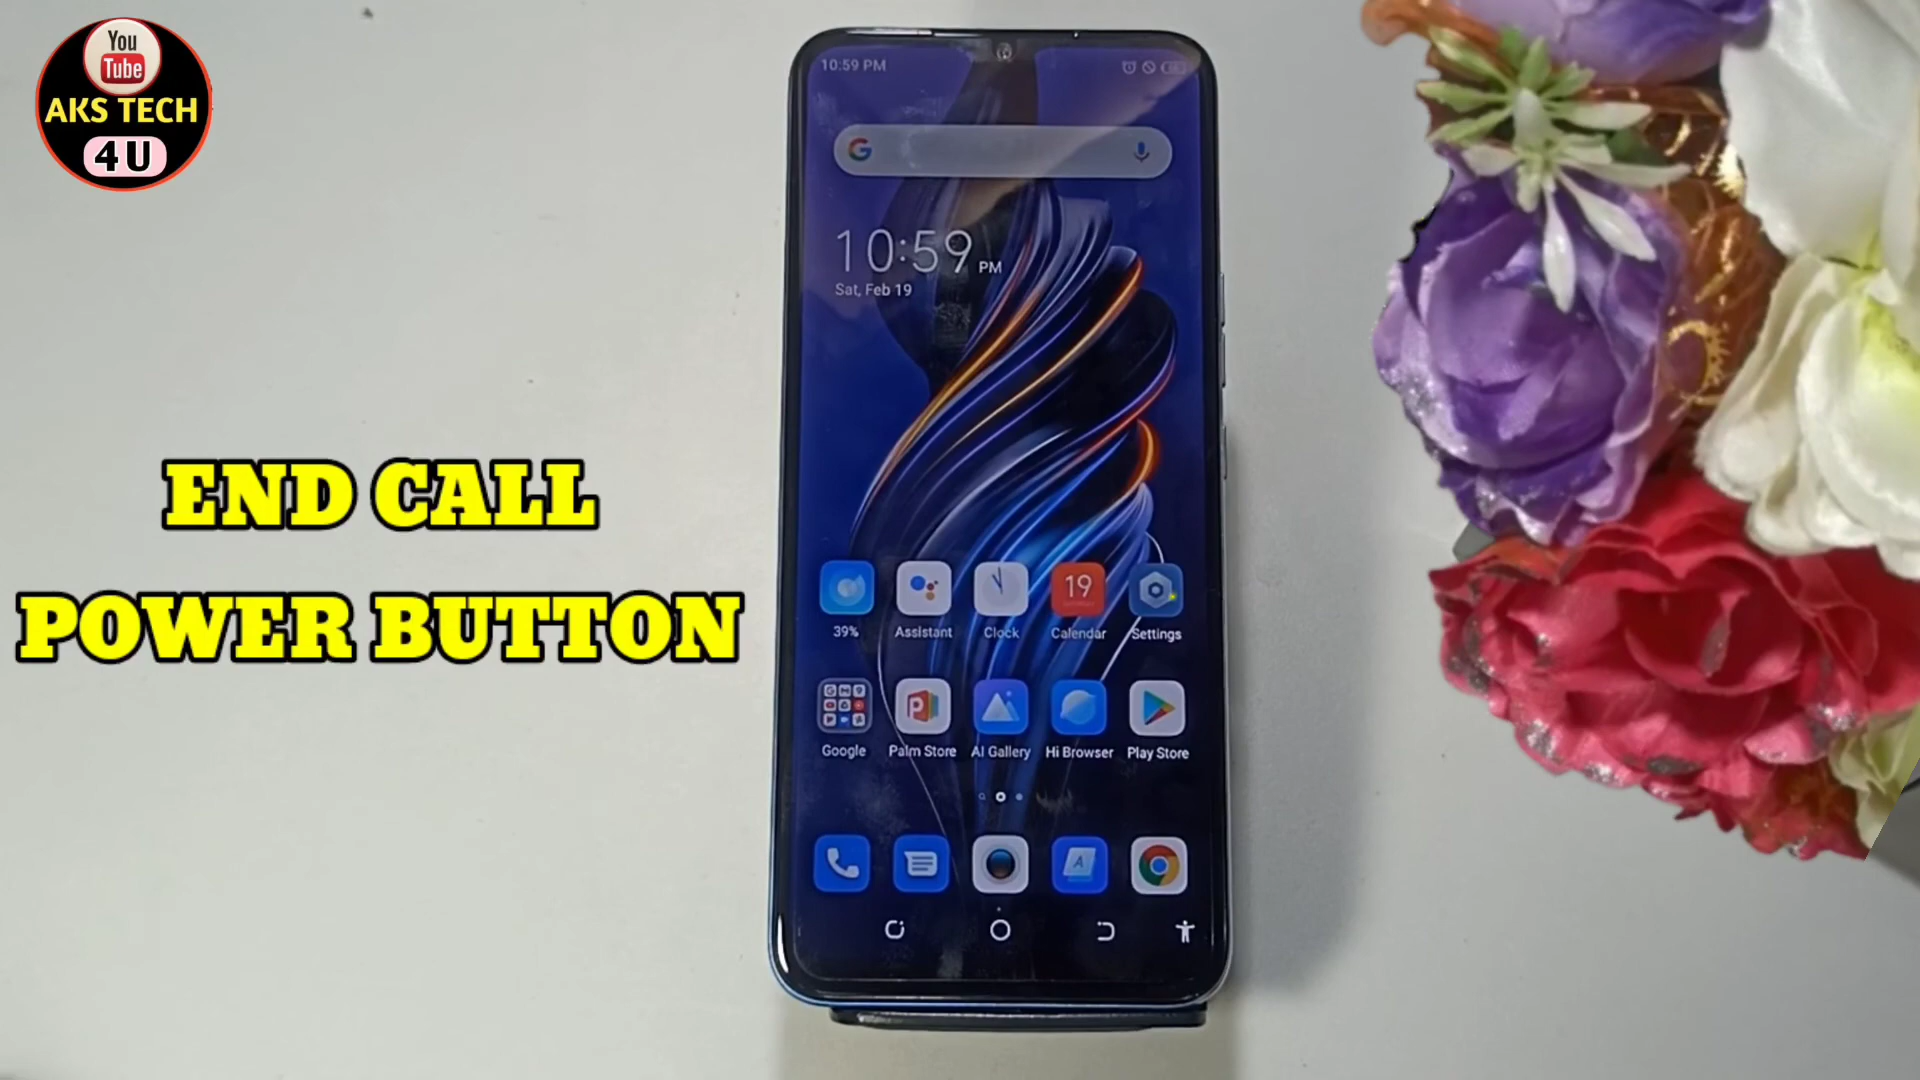 You
Tube
AKS TECH
4 U
10:59 PM
10:59 PM
Sat, Feb 19
END CALL
POWER BUTTON
19
39%
Assistant
Clock
Calendar
Settings
Google
Palm Store
AI Gallery
Hi Browser
Play Store